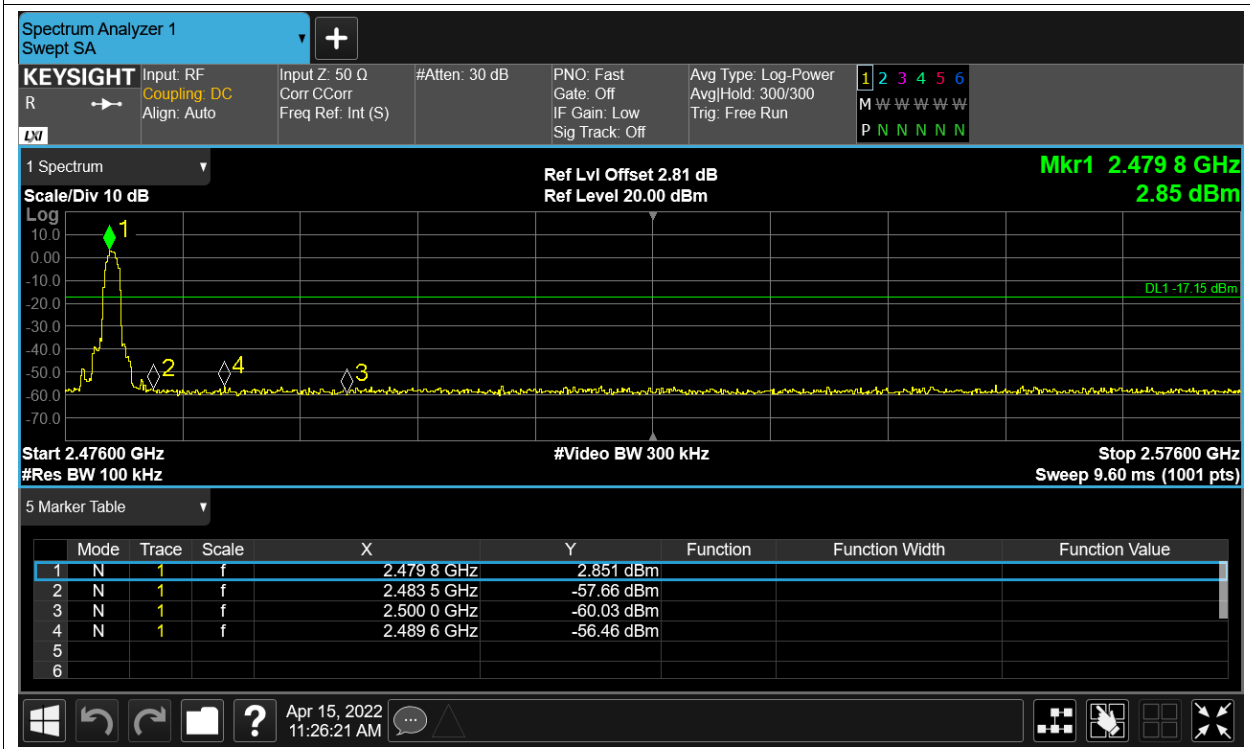 Spectrum Analyzer 1
Swept SA
+
KEYSIGHT Input: RF Input Z: 50 Ω #Atten: 30 dB PNO: Fast Avg Type: Log-Power 1 2 3 4 5 6
R Coupling: DC Corr CCorr Gate: Off Avg|Hold: 300/300 M W W W W W W
Align: Auto Freq Ref: Int (S) IF Gain: Low Trig: Free Run
LXI Sig Track: Off P N N N N N N
1 Spectrum Ref Lvl Offset 2.81 dB Mkr1 2.479 8 GHz
Scale/Div 10 dB Ref Level 20.00 dBm 2.85 dBm
Log
10.0 1
0.00
-10.0
DL1 -17.15 dBm
-20.0
-30.0
-40.0
-50.0 2 4 3
-60.0
-70.0
Start 2.47600 GHz #Video BW 300 kHz Stop 2.57600 GHz
#Res BW 100 kHz Sweep 9.60 ms (1001 pts)
5 Marker Table
Mode Trace Scale X Y Function Function Width Function Value
1 N 1 f 2.479 8 GHz 2.851 dBm
2 N 1 f 2.483 5 GHz -57.66 dBm
3 N 1 f 2.500 0 GHz -60.03 dBm
4 N 1 f 2.489 6 GHz -56.46 dBm
5
6
? Apr 15, 2022
11:26:21 AM